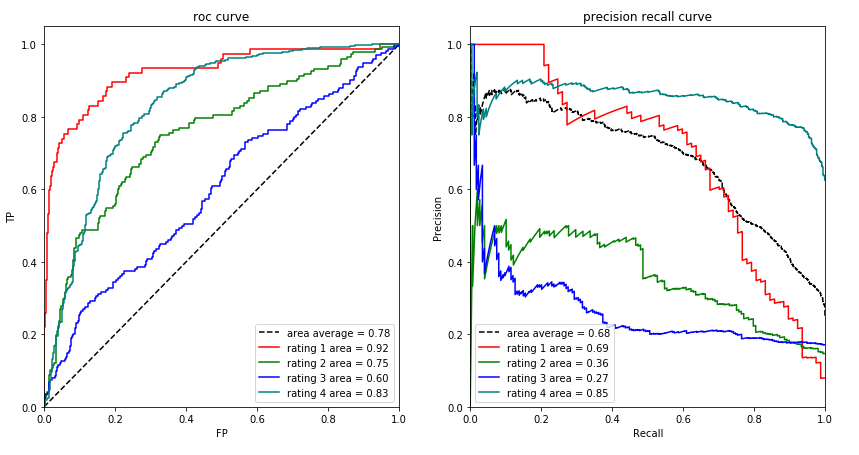 roc curve
1.0
0.8
0.6
0.4
0.2
0.0
TP
0.0 0.2 0.4 0.6 0.8 1.0
FP
area average = 0.78
rating 1 area = 0.92
rating 2 area = 0.75
rating 3 area = 0.60
rating 4 area = 0.83
precision recall curve
1.0
0.8
0.6
0.4
0.2
0.0
Precision
0.0 0.2 0.4 0.6 0.8 1.0
Recall
area average = 0.68
rating 1 area = 0.69
rating 2 area = 0.36
rating 3 area = 0.27
rating 4 area = 0.85